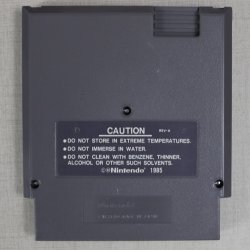 CAUTION
REV-A
●DO NOT STORE IN EXTREME TEMPERATURES.
●DO NOT IMMERSE IN WATER.
●DO NOT CLEAN WITH BENZENE, THINNER,
ALCOHOL OR OTHER SUCH SOLVENTS.
©®Nintendo 1985